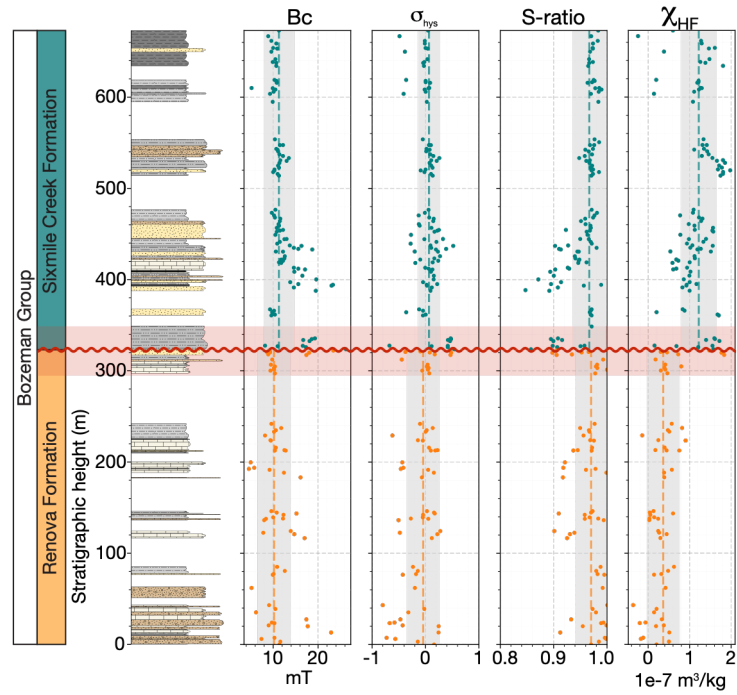 Bc
σhys
S-ratio
χHF
Bozeman Group
Sixmile Creek Formation
Renova Formation
Stratigraphic height (m)
600
500
400
300
200
100
0
10 20
mT
-1 0 1
0.8 0.9 1.0
0 1 2
1e-7 m³/kg